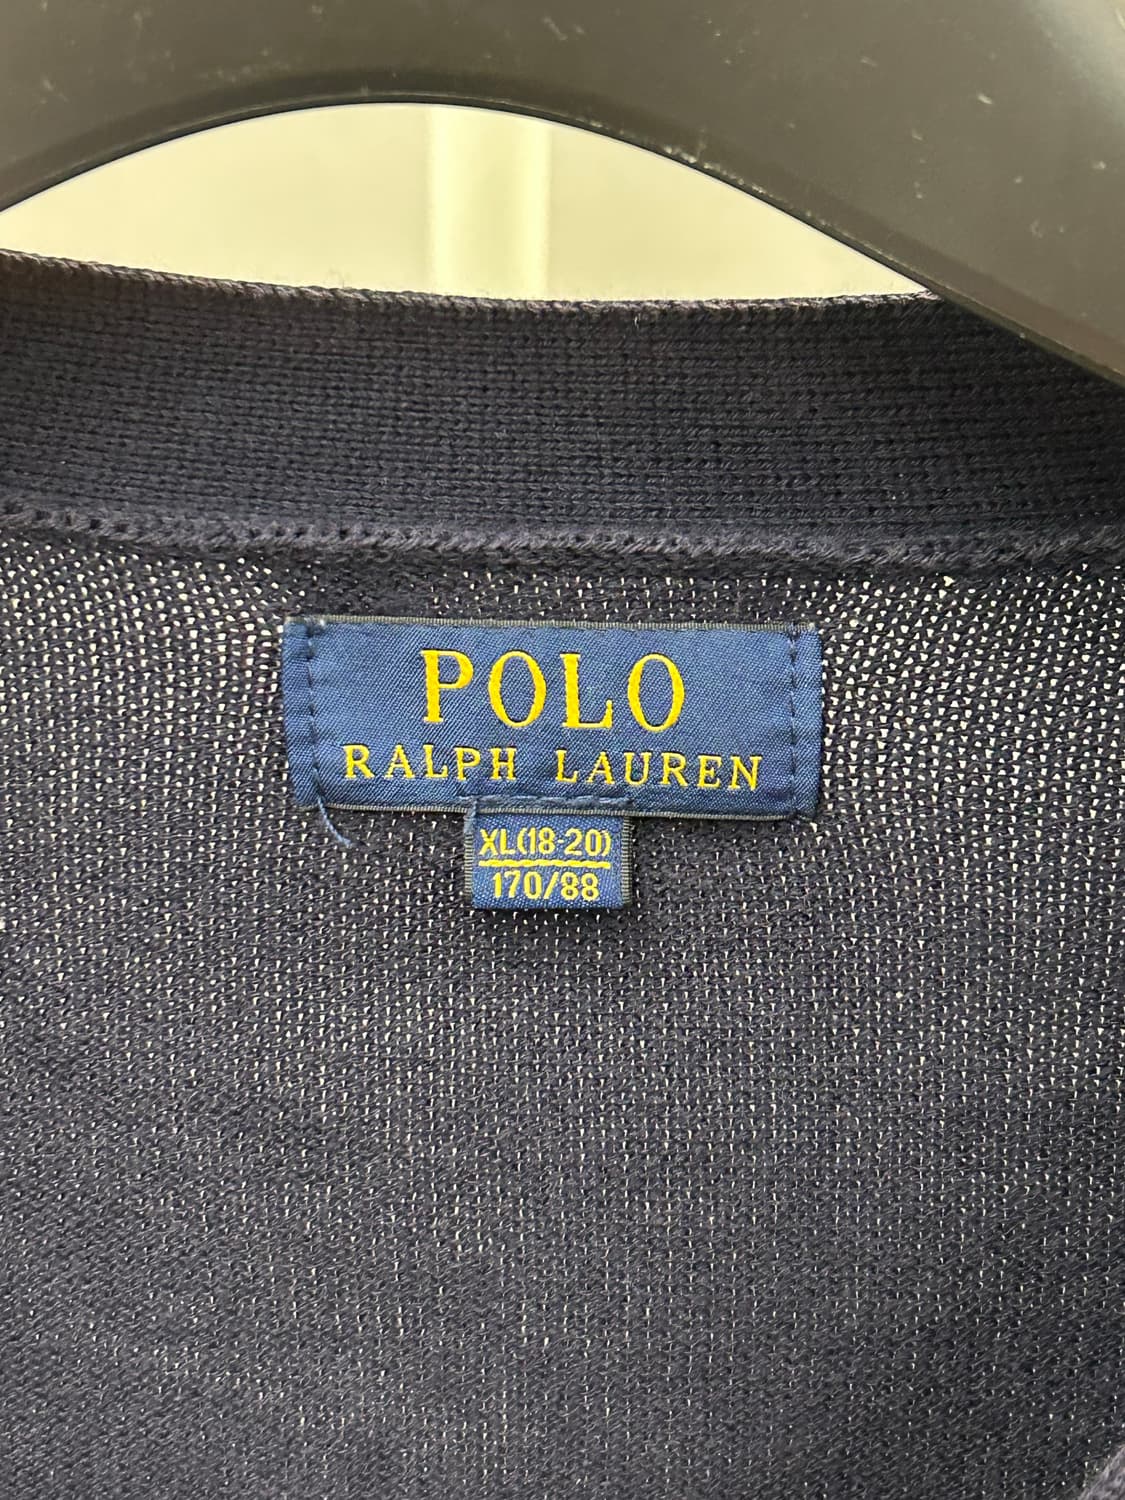 POLO
RALPH LAUREN
XL(18-20)
170/88